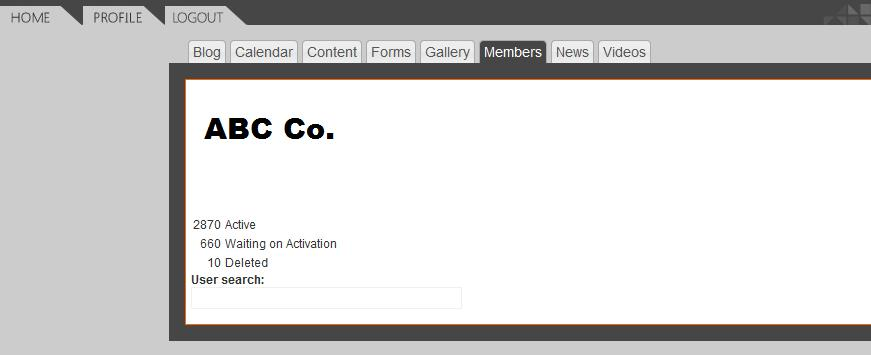 HOME PROFILE LOGOUT
Blog Calendar Content Forms Gallery Members News Videos
ABC Co.
2870 Active
660 Waiting on Activation
10 Deleted
User search: